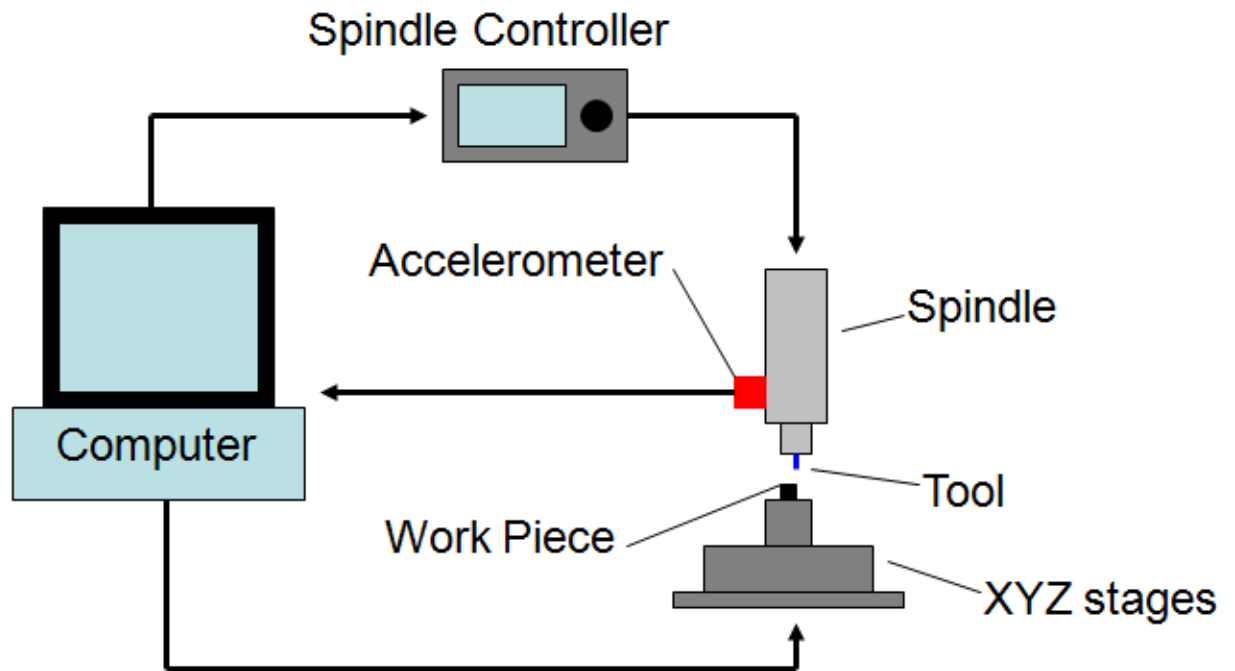 Spindle Controller
Accelerometer
Spindle
Computer
Tool
Work Piece
XYZ stages